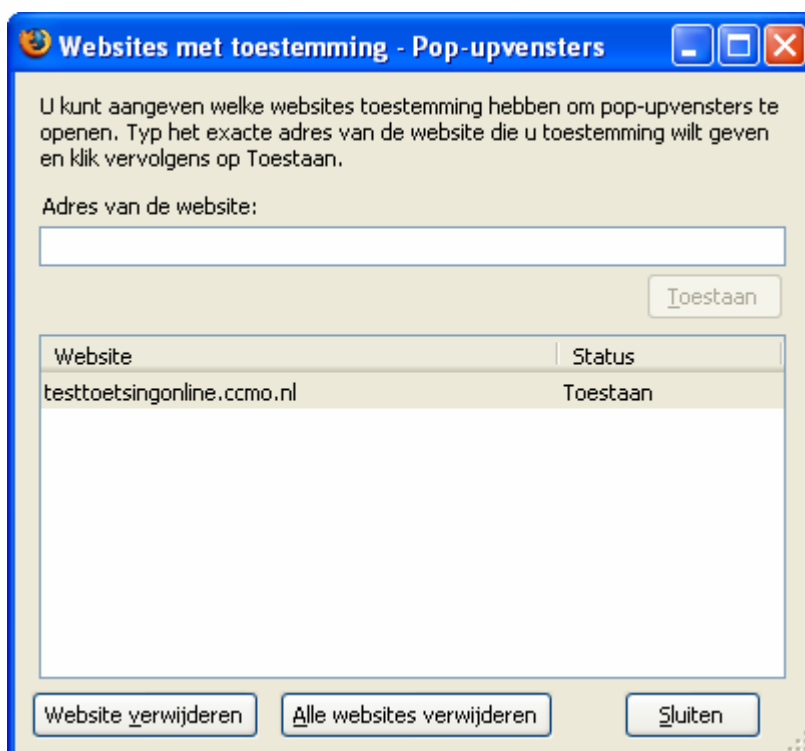 Websites met toestemming - Pop-upvensters
U kunt aangeven welke websites toestemming hebben om pop-upvensters te
openen. Typ het exacte adres van de website die u toestemming wilt geven
en klik vervolgens op Toestaan.
Adres van de website:
Toestaan
Website Status
testtoetsingonline.ccmo.nl Toestaan
Website verwijderen Alle websites verwijderen Sluiten